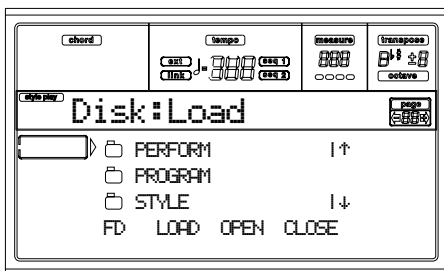 chord tempo measure transpose
ext seq 1
link seq 2
octave
style play
Disk:Load
page
PERFORM
PROGRAM
STYLE
FD LOAD OPEN CLOSE